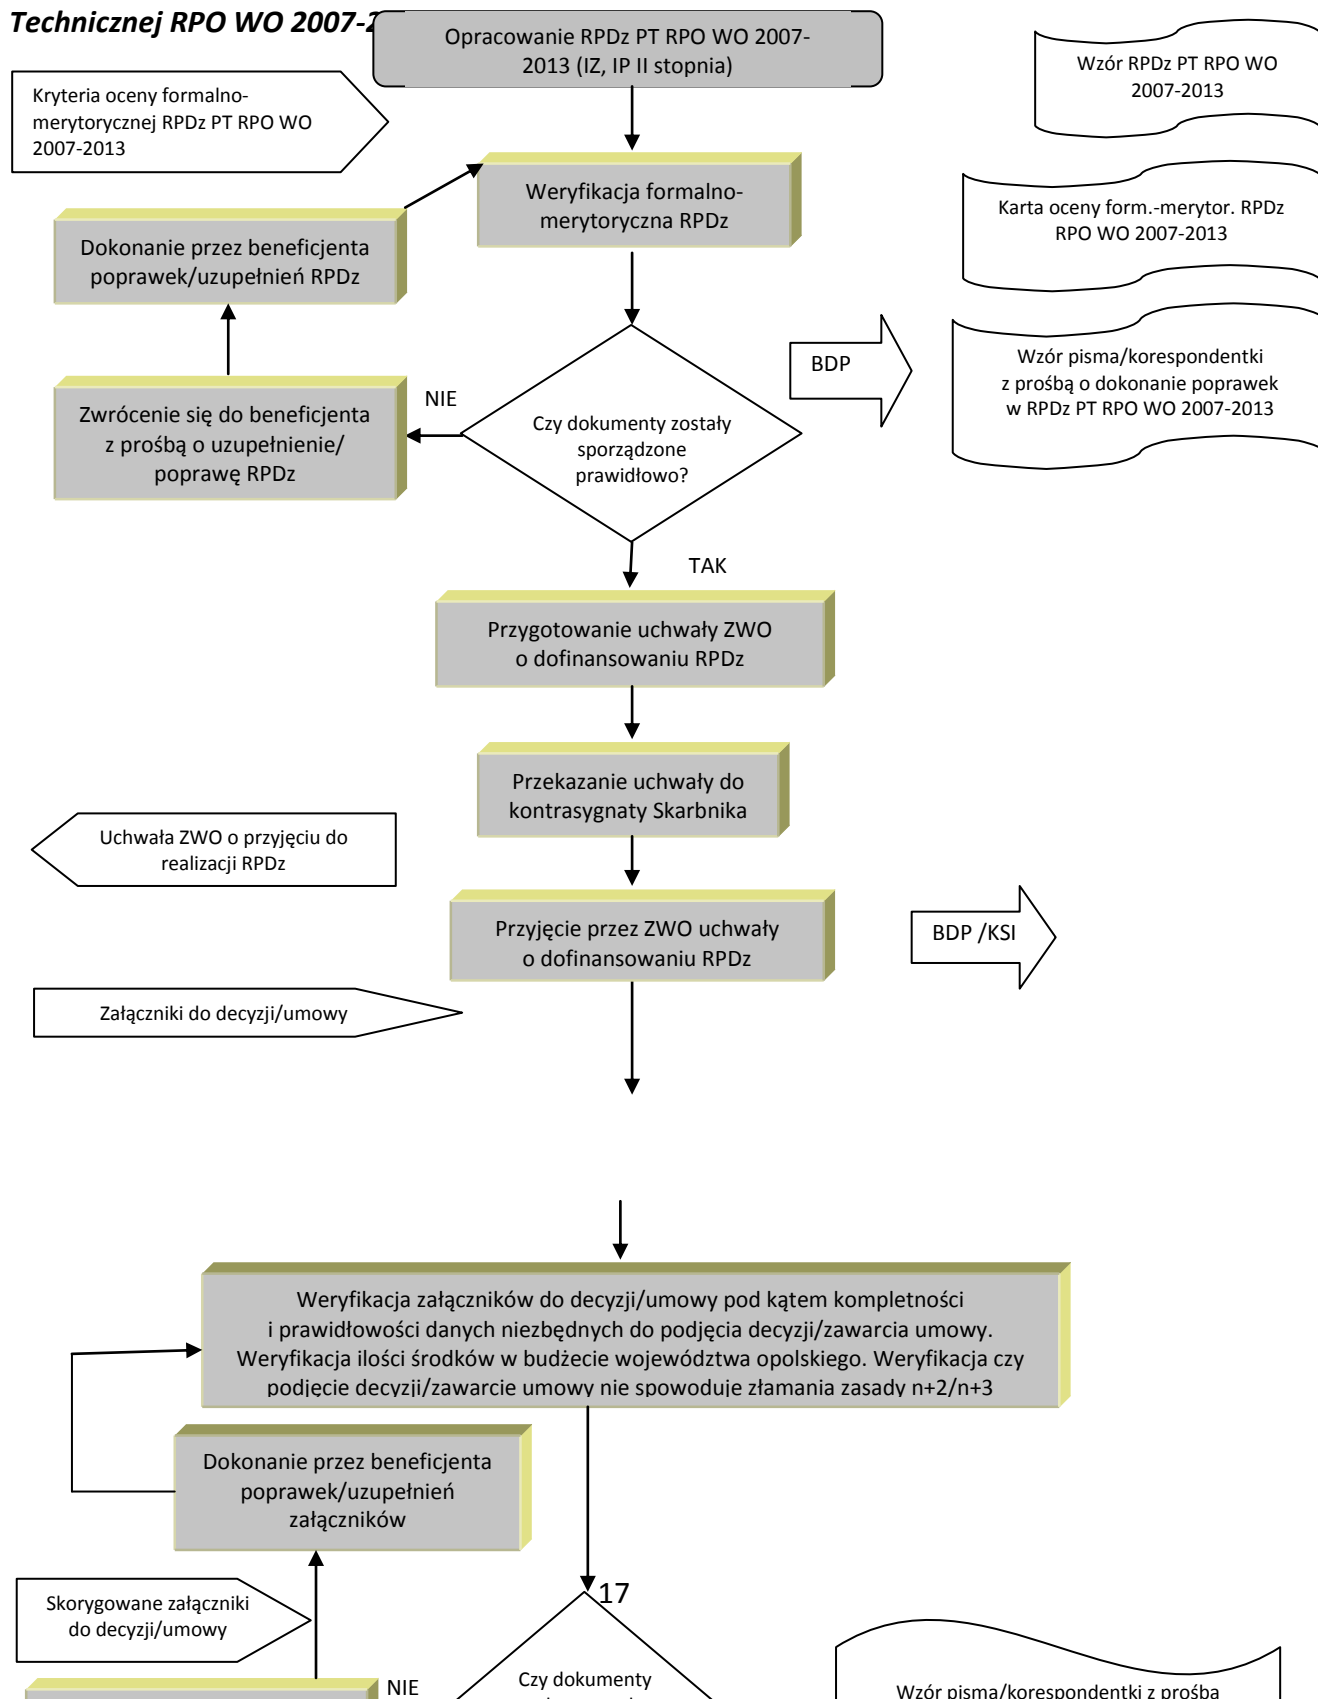 Technicznej RPO WO 2007-
Opracowanie RPDz PT RPO WO 2007-
2013 (IZ, IP II stopnia)
Wzór RPDz PT RPO WO
2007-2013
Kryteria oceny formalno-
merytorycznej RPDz PT RPO WO
2007-2013
Weryfikacja formalno-
merytoryczna RPDz
Karta oceny form.-merytor. RPDz
RPO WO 2007-2013
Dokonanie przez beneficjenta
poprawek/uzupełnień RPDz
BDP
Wzór pisma/korespondentki
z prośbą o dokonanie poprawek
w RPDz PT RPO WO 2007-2013
Zwrócenie się do beneficjenta
z prośbą o uzupełnienie/
poprawę RPDz
NIE
Czy dokumenty zostały
sporządzone
prawidłowo?
TAK
Przygotowanie uchwały ZWO
o dofinansowaniu RPDz
Przekazanie uchwały do
kontrasygnaty Skarbnika
Uchwała ZWO o przyjęciu do
realizacji RPDz
Przyjęcie przez ZWO uchwały
o dofinansowaniu RPDz
BDP /KSI
Załączniki do decyzji/umowy
Weryfikacja załączników do decyzji/umowy pod kątem kompletności
i prawidłowości danych niezbędnych do podjęcia decyzji/zawarcia umowy.
Weryfikacja ilości środków w budżecie województwa opolskiego. Weryfikacja czy
podjęcie decyzji/zawarcie umowy nie spowoduje złamania zasady n+2/n+3
Dokonanie przez beneficjenta
poprawek/uzupełnień
załączników
17
Skorygowane załączniki
do decyzji/umowy
NIE
Czy dokumenty
Wzór pisma/korespondentki z prośbą